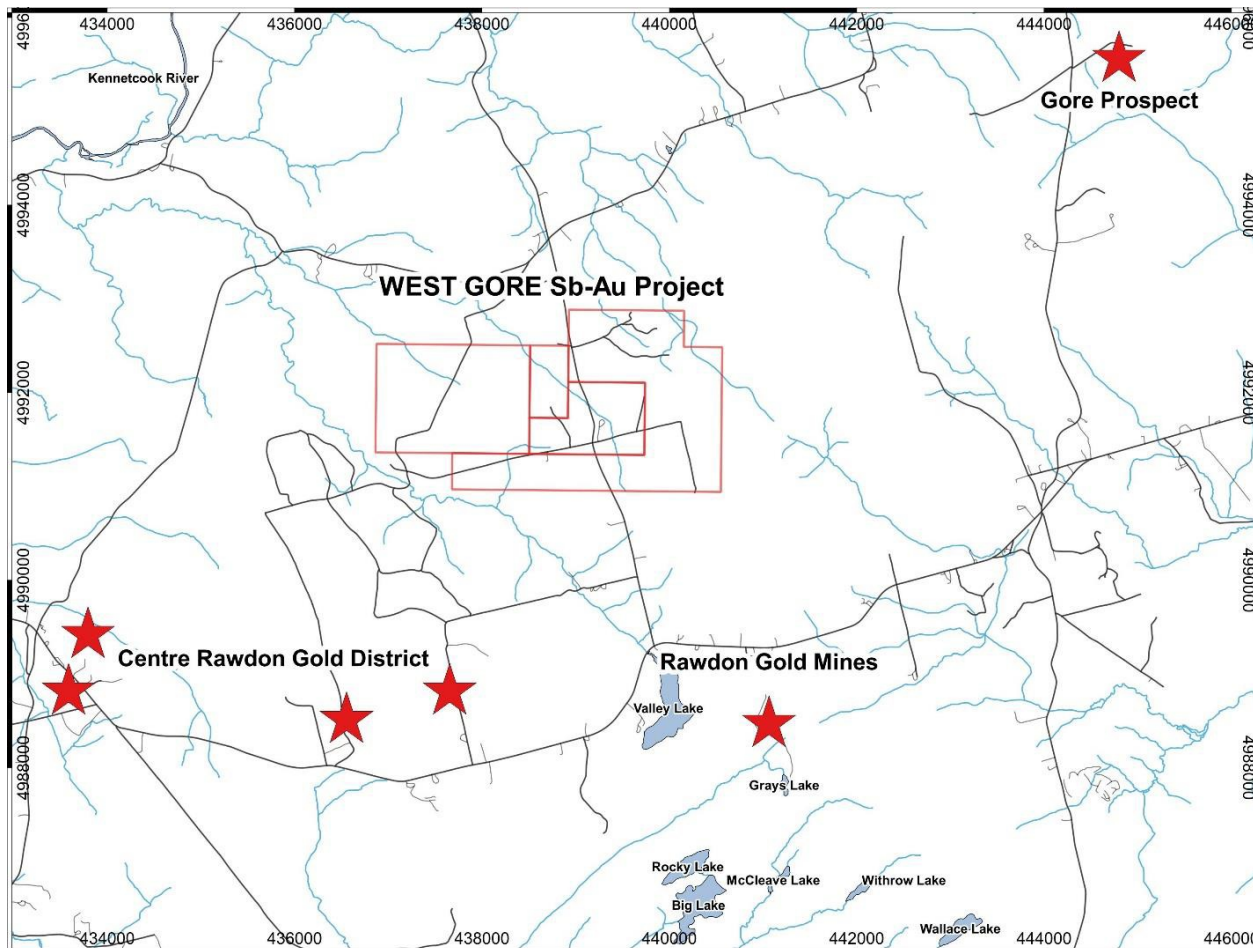 434000
436000
438000
440000
442000
444000
446000
Kennetcook River
Gore Prospect
4994000
4994000
WEST GORE Sb-Au Project
4992000
4992000
4990000
4990000
Centre Rawdon Gold District
Rawdon Gold Mines
Valley Lake
4988000
4988000
Grays Lake
Rocky Lake
McCleave Lake
Withrow Lake
Big Lake
Wallace Lake
434000
436000
438000
440000
442000
444000